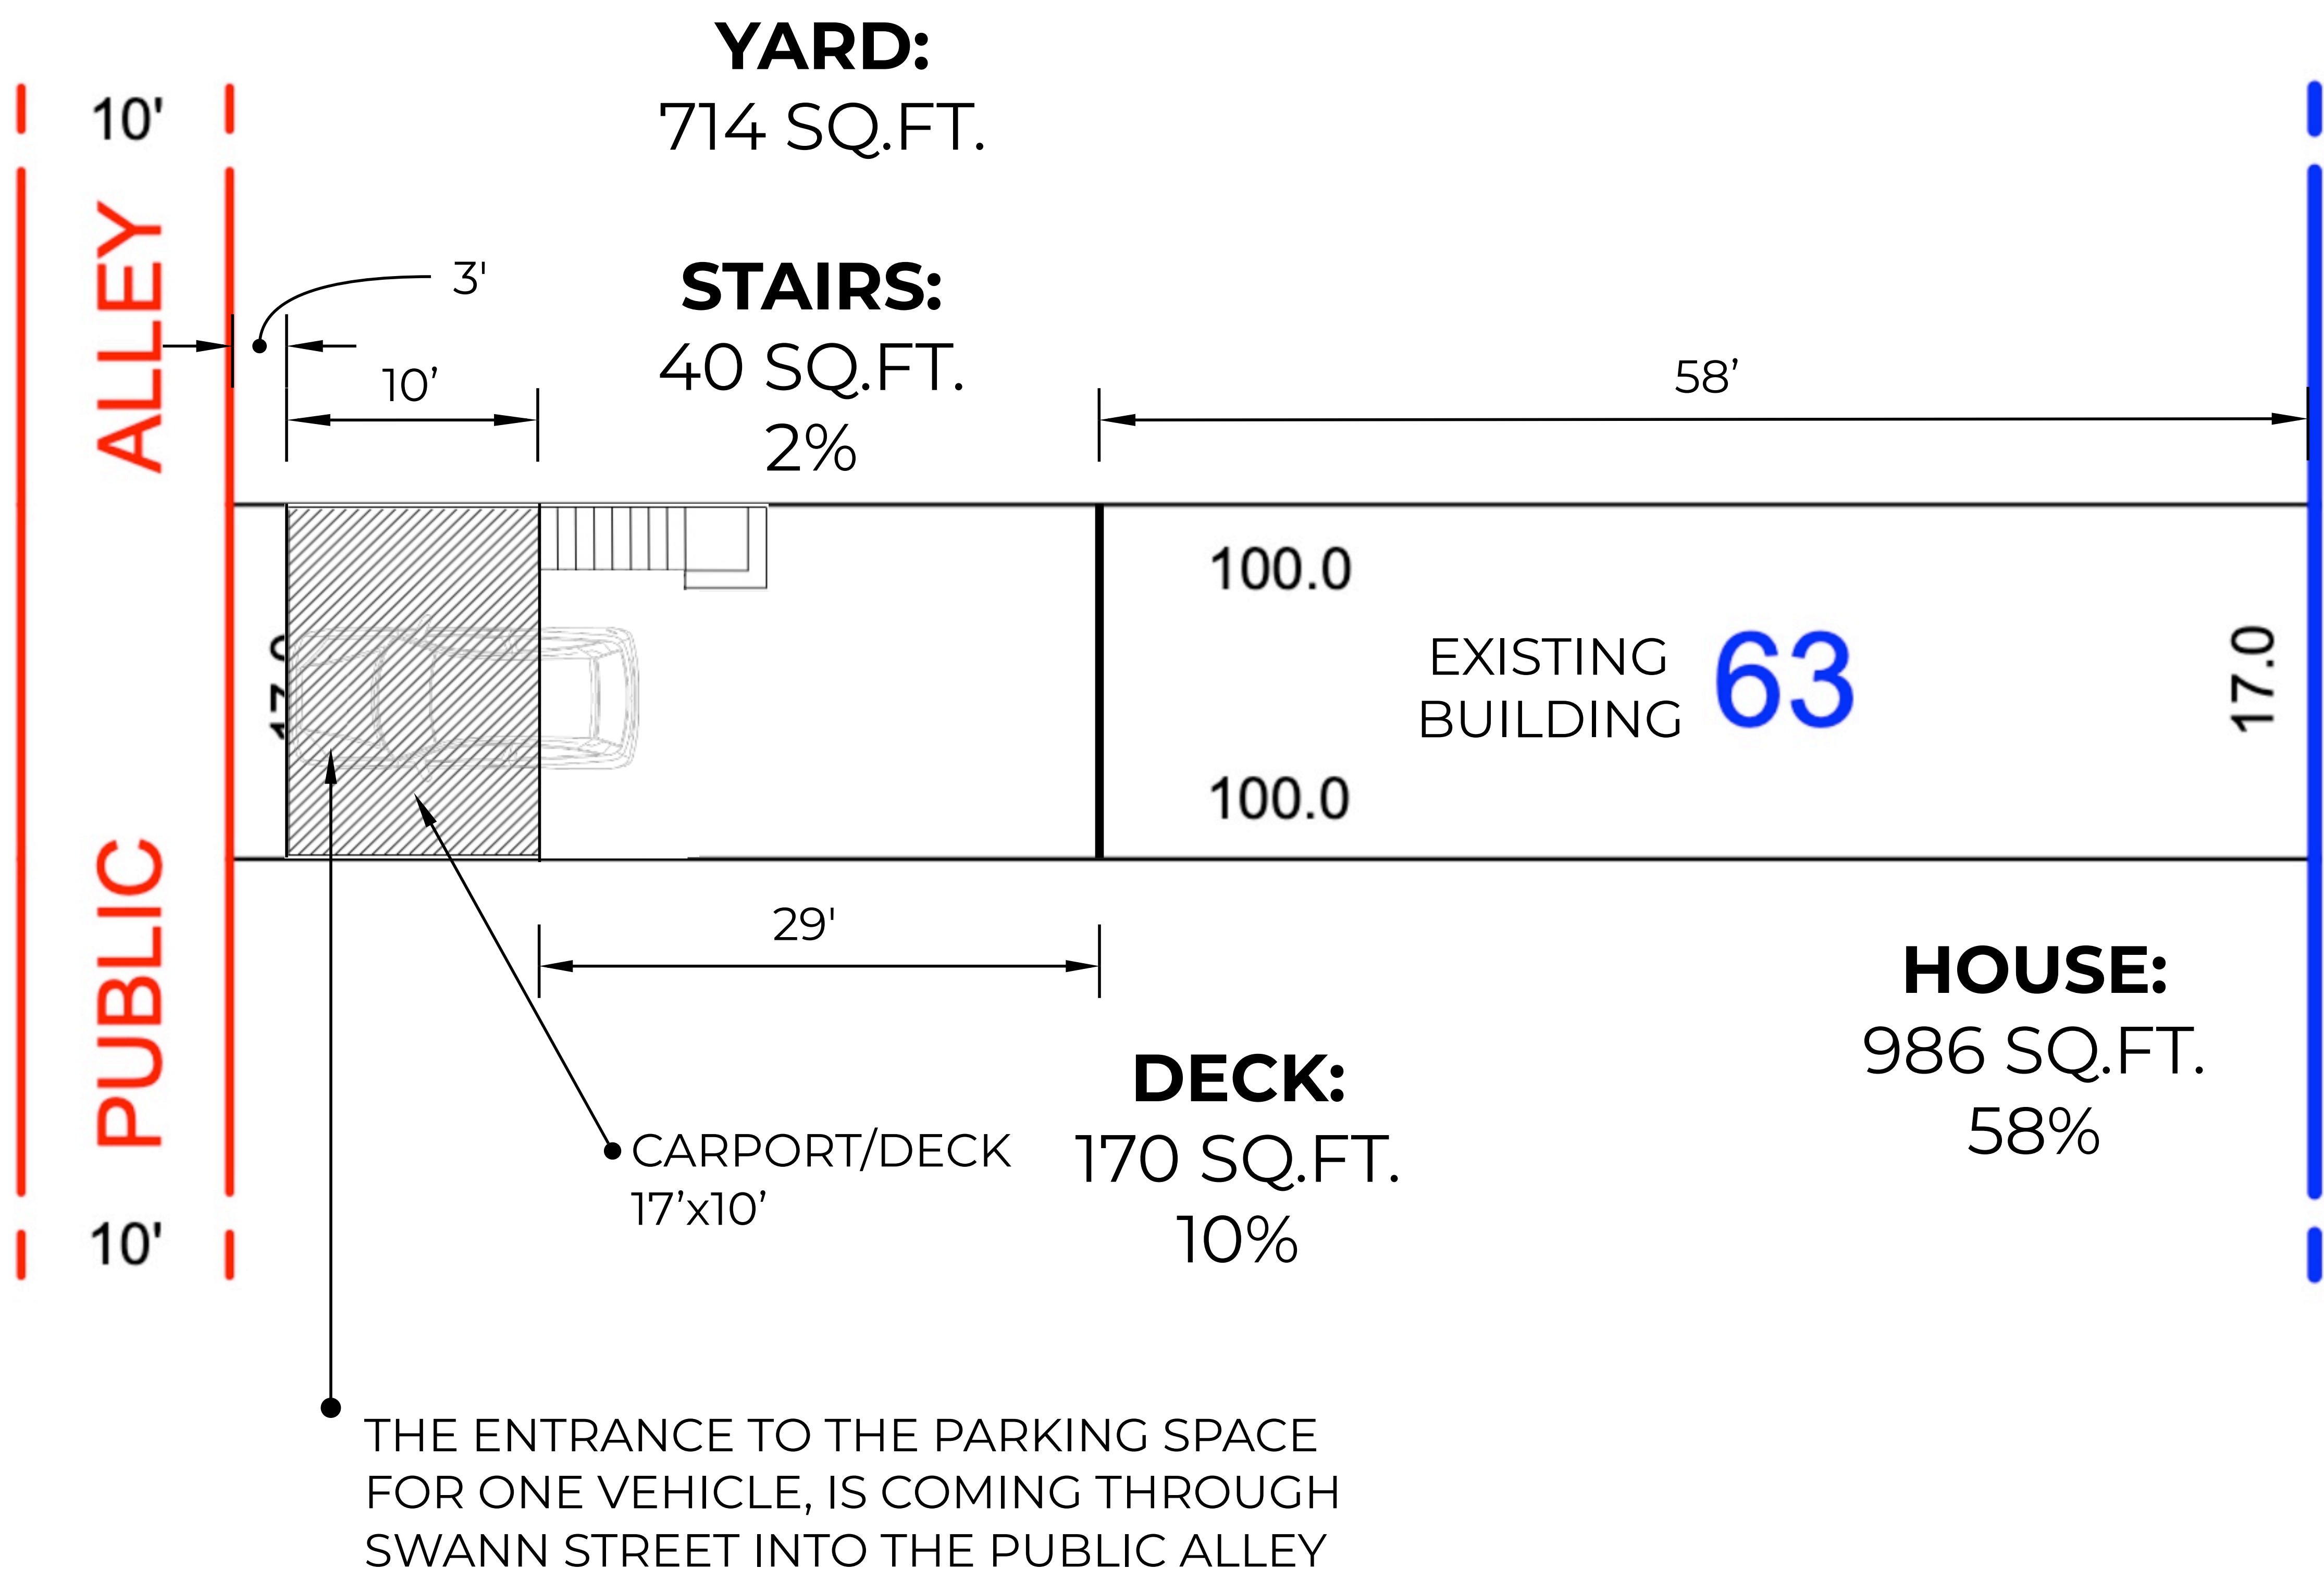 YARD:
714 SQ.FT.
10'
ALLEY
3'
STAIRS:
40 SQ.FT.
2%
10’
58’
100.0
EXISTING
BUILDING
63
17.0
100.0
29'
HOUSE:
986 SQ.FT.
58%
PUBLIC
DECK:
170 SQ.FT.
10%
CARPORT/DECK
17’x10’
10'
THE ENTRANCE TO THE PARKING SPACE
FOR ONE VEHICLE, IS COMING THROUGH
SWANN STREET INTO THE PUBLIC ALLEY